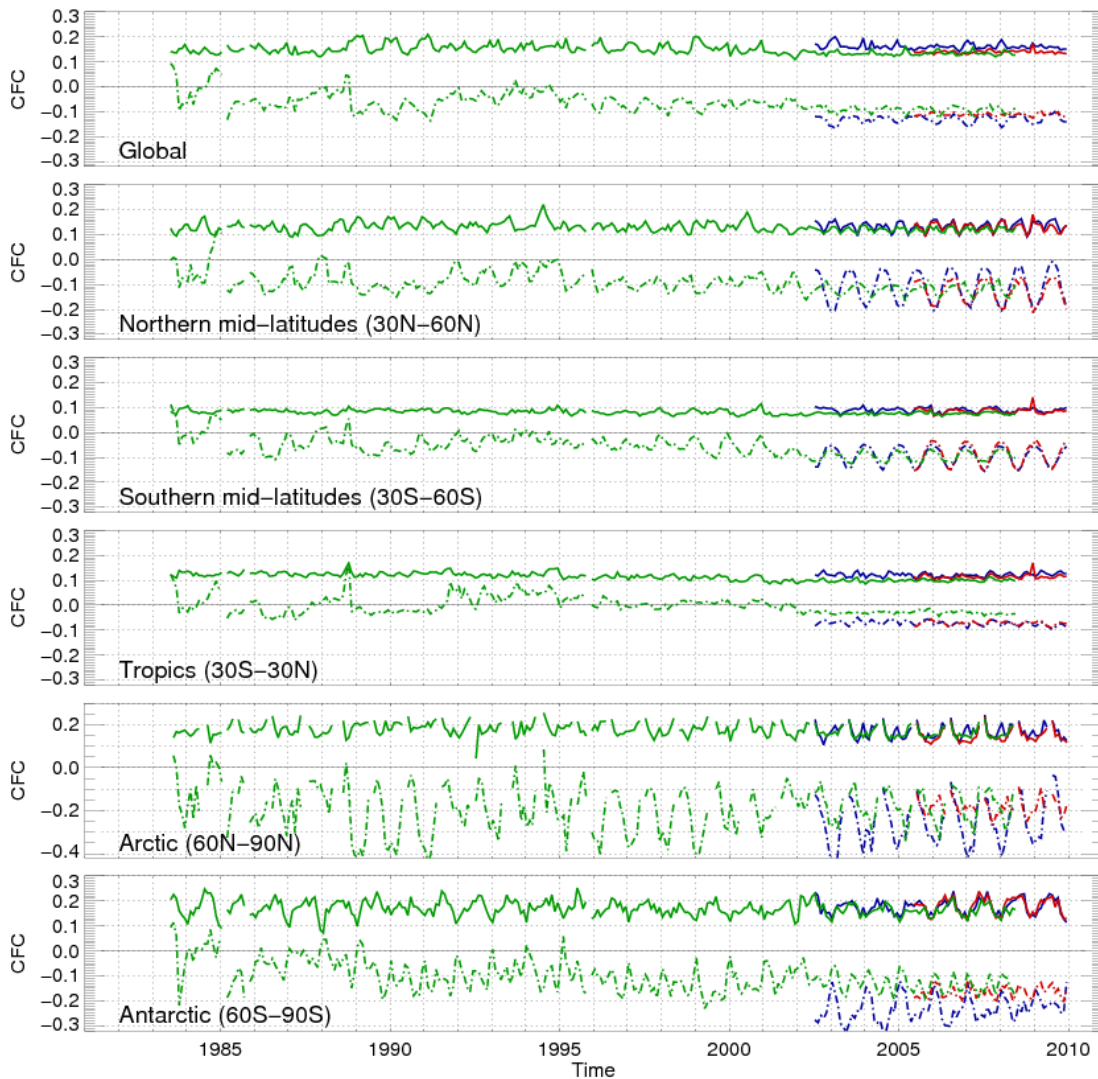 0.3
0.2
0.1
0.0
−0.1
−0.2
−0.3
CFC
Global
0.3
0.2
0.1
0.0
−0.1
−0.2
−0.3
CFC
Northern mid−latitudes (30N−60N)
0.3
0.2
0.1
0.0
−0.1
−0.2
−0.3
CFC
Southern mid−latitudes (30S−60S)
0.3
0.2
0.1
0.0
−0.1
−0.2
−0.3
CFC
Tropics (30S−30N)
0.2
0.0
−0.2
−0.4
CFC
Arctic (60N−90N)
0.3
0.2
0.1
0.0
−0.1
−0.2
−0.3
CFC
Antarctic (60S−90S)
1985 1990 1995 2000 2005 2010
Time